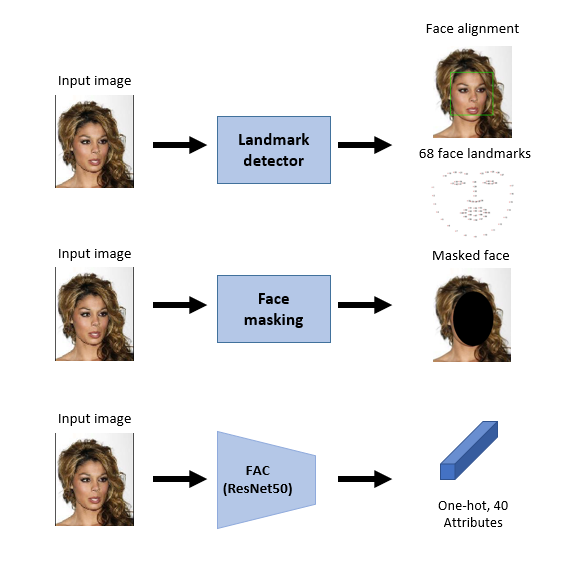 Face alignment
Input image
Landmark
detector
68 face landmarks
Input image
Masked face
Face
masking
Input image
FAC
(ResNet50)
One-hot, 40
Attributes